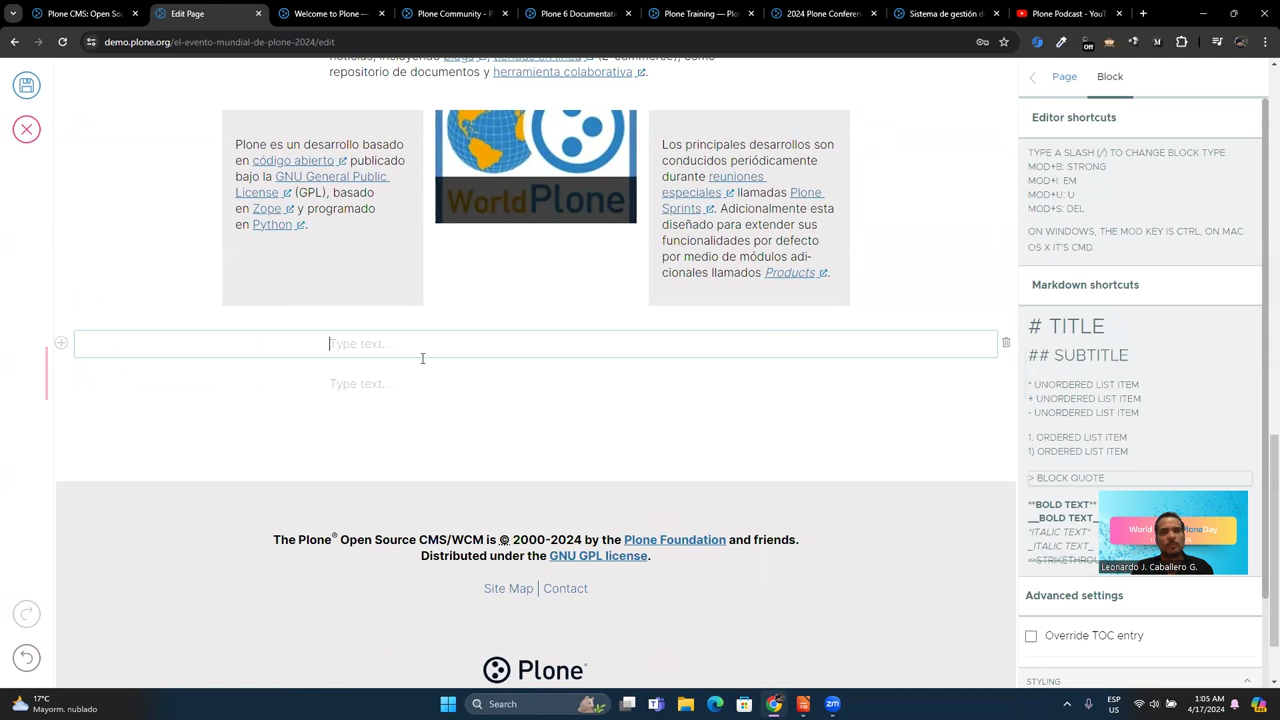 Plone CMS: Open Sou
Edit Page
Welcome to Plone —
Plone Community - P
Plone 6 Documentati
Plone Training — Plon
2024 Plone Conferen
Sistema de gestión de
Plone Podcast - YouT
demo.plone.org/el-evento-mundial-de-plone-2024/edit
repositorio de documentos y herramienta colaborativa.
Plone es un desarrollo basado
en código abierto publicado
bajo la GNU General Public
License (GPL), basado
en Zope y programado
en Python.
WorldPlone
Los principales desarrollos son
conducidos periódicamente
durante reuniones
especiales llamadas Plone
Sprints. Adicionalmente esta
diseñado para extender sus
funcionalidades por defecto
por medio de módulos adi-
cionales llamados Products.
Type text...
Type text...
The Plone® Open Source CMS/WCM is © 2000-2024 by the Plone Foundation and friends.
Distributed under the GNU GPL license.
Site Map | Contact
Plone®
Page
Block
Editor shortcuts
TYPE A SLASH (/) TO CHANGE BLOCK TYPE
MOD+B: STRONG
MOD+I: EM
MOD+U: U
MOD+S: DEL
ON WINDOWS, THE MOD KEY IS CTRL, ON MAC
OS X IT'S CMD.
Markdown shortcuts
# TITLE
## SUBTITLE
* UNORDERED LIST ITEM
+ UNORDERED LIST ITEM
- UNORDERED LIST ITEM
1. ORDERED LIST ITEM
1) ORDERED LIST ITEM
> BLOCK QUOTE
**BOLD TEXT**
__BOLD TEXT_
*ITALIC TEXT*
_ITALIC TEXT_
World PloneDay
Leonardo J. Caballero G.
Advanced settings
Override TOC entry
STYLING
17°C
Mayorm. nublado
Search
ESP
US
1:05 AM
4/17/2024